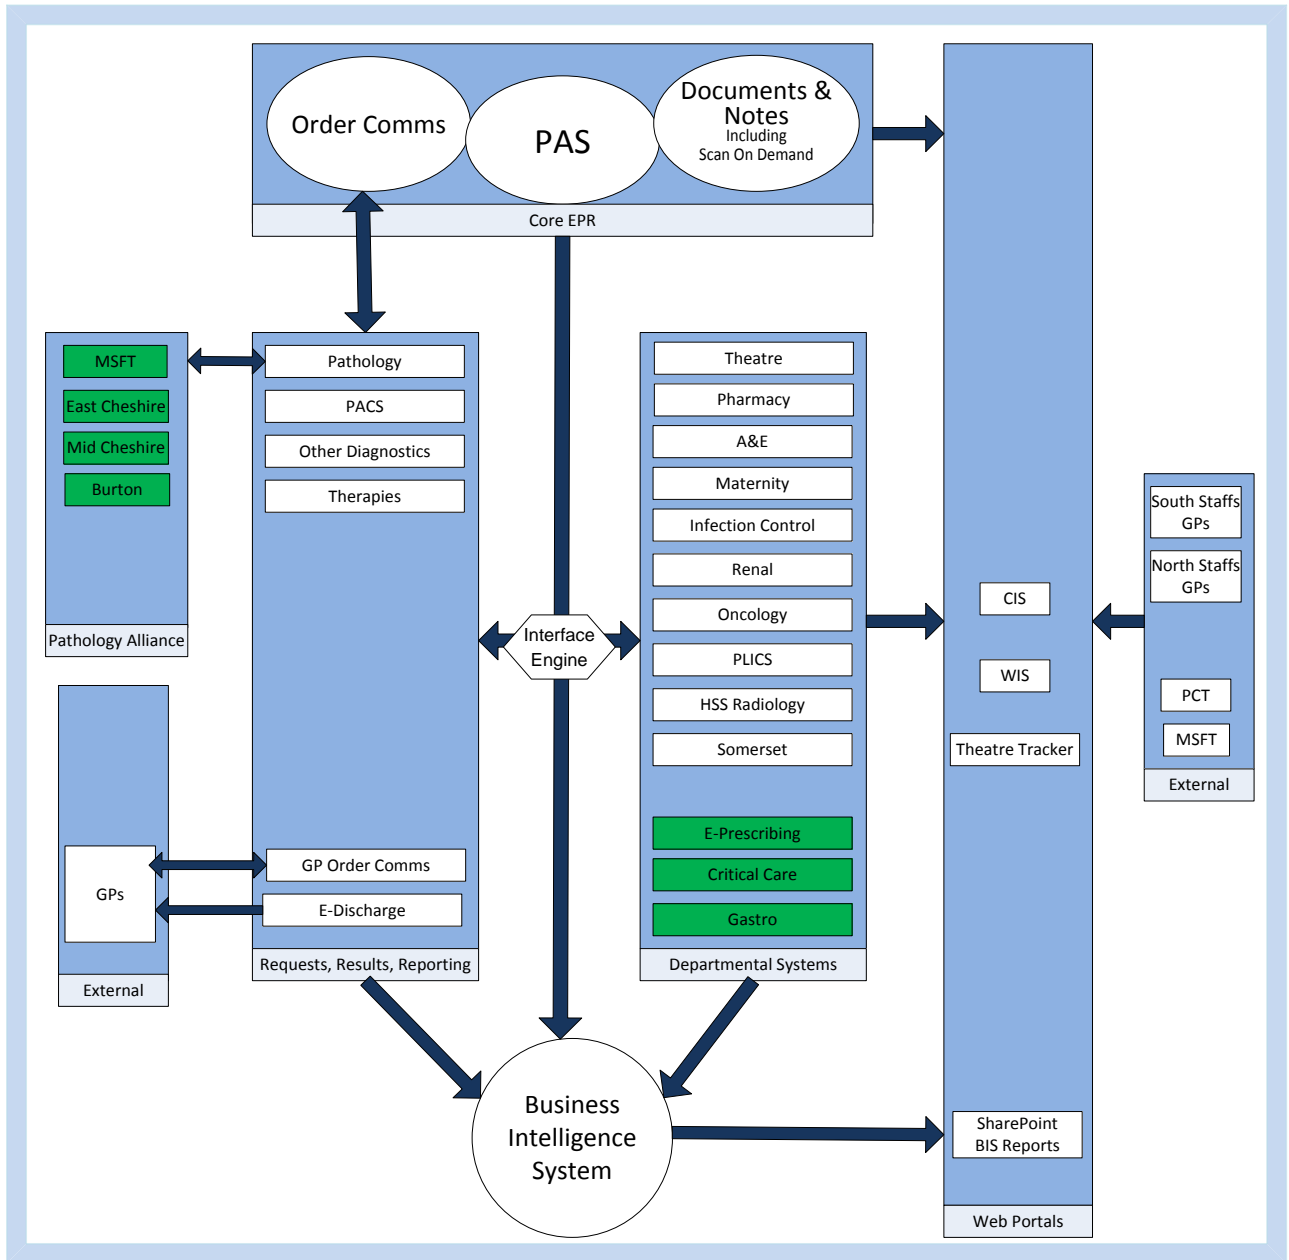 Order Comms
PAS
Documents &
Notes
Including
Scan On Demand
Core EPR
MSFT
East Cheshire
Mid Cheshire
Burton
Pathology Alliance
Pathology
PACS
Other Diagnostics
Therapies
GP Order Comms
E-Discharge
Requests, Results, Reporting
GPs
External
Interface
Engine
Theatre
Pharmacy
A&E
Maternity
Infection Control
Renal
Oncology
PLICS
HSS Radiology
Somerset
E-Prescribing
Critical Care
Gastro
Departmental Systems
Business
Intelligence
System
CIS
WIS
Theatre Tracker
SharePoint
BIS Reports
Web Portals
South Staffs
GPs
North Staffs
GPs
PCT
MSFT
External